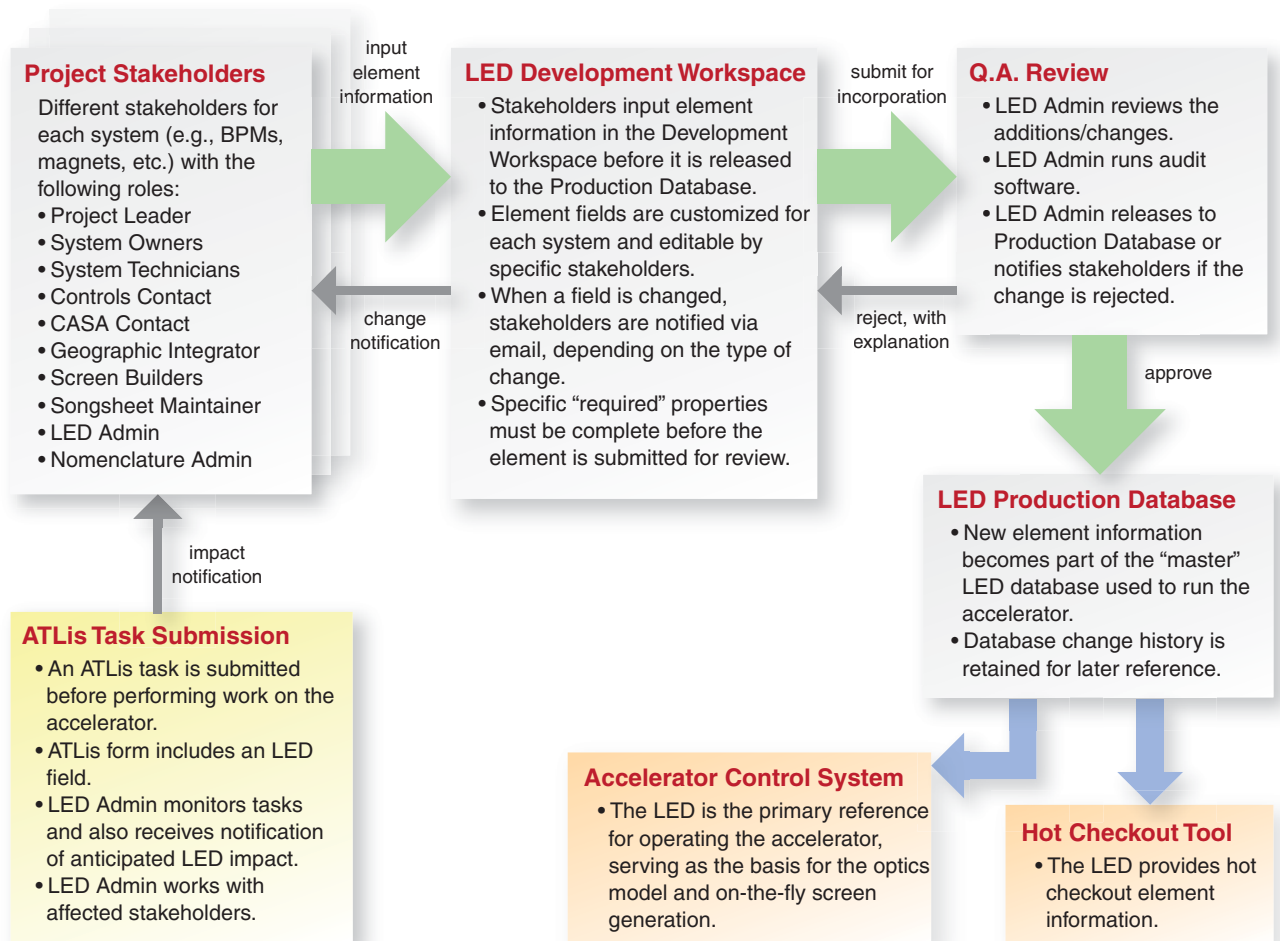 Project Stakeholders
Different stakeholders for
each system (e.g., BPMs,
magnets, etc.) with the
following roles:
• Project Leader
• System Owners
• System Technicians
• Controls Contact
• CASA Contact
• Geographic Integrator
• Screen Builders
• Songsheet Maintainer
• LED Admin
• Nomenclature Admin
input
element
information
change
notification
LED Development Workspace
• Stakeholders input element
information in the Development
Workspace before it is released
to the Production Database.
• Element fields are customized for
each system and editable by
specific stakeholders.
• When a field is changed,
stakeholders are notified via
email, depending on the type of
change.
• Specific “required” properties
must be complete before the
element is submitted for review.
submit for
incorporation
reject, with
explanation
Q.A. Review
• LED Admin reviews the
additions/changes.
• LED Admin runs audit
software.
• LED Admin releases to
Production Database or
notifies stakeholders if the
change is rejected.
approve
LED Production Database
• New element information
becomes part of the “master”
LED database used to run the
accelerator.
• Database change history is
retained for later reference.
impact
notification
ATLis Task Submission
• An ATLis task is submitted
before performing work on the
accelerator.
• ATLis form includes an LED
field.
• LED Admin monitors tasks
and also receives notification
of anticipated LED impact.
• LED Admin works with
affected stakeholders.
Accelerator Control System
• The LED is the primary reference
for operating the accelerator,
serving as the basis for the optics
model and on-the-fly screen
generation.
Hot Checkout Tool
• The LED provides hot
checkout element
information.